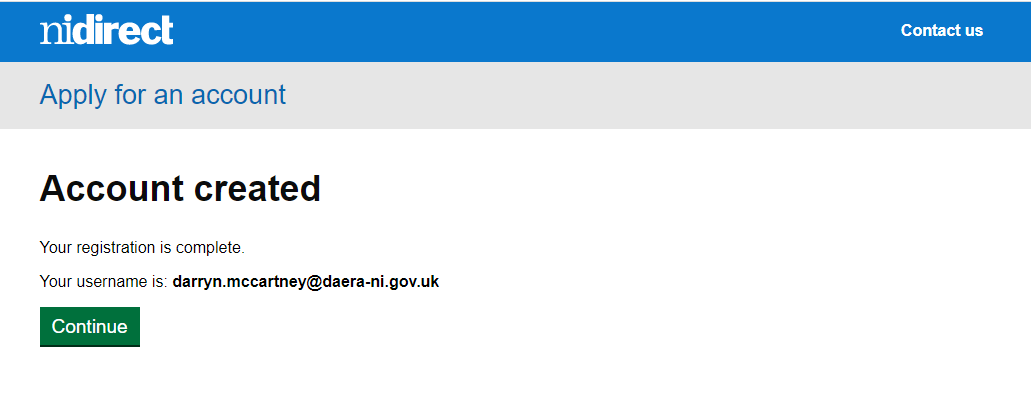 nidirect
Contact us
Apply for an account
Account created
Your registration is complete.
Your username is: darryn.mccartney@daera-ni.gov.uk
Continue